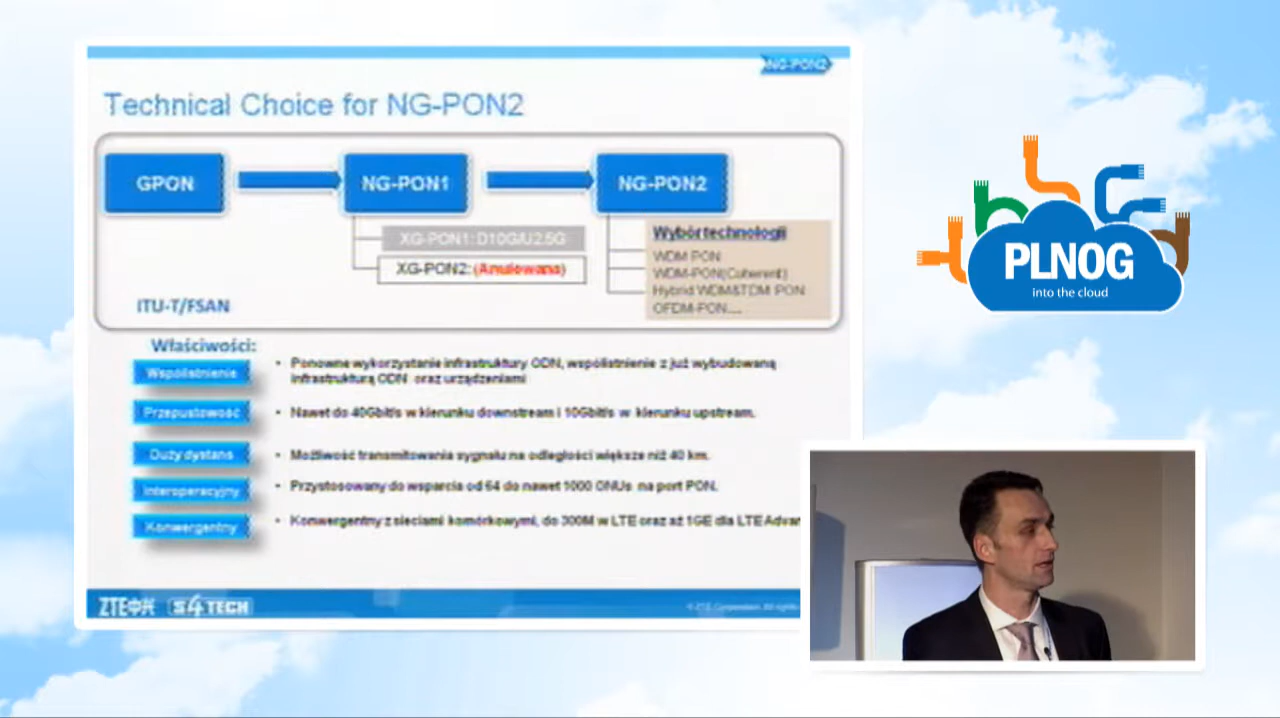 NG-PON2
Technical Choice for NG-PON2
GPON
NG-PON1
NG-PON2
XG-PON1: D10G/U2.5G
XG-PON2: (Anulowana)
Wybór technologii
WDM PON
WDM-PON(Coherent)
Hybrid WDM&TDM PON
OFDM-PON....
ITU-T/FSAN
Właściwości:
Współistnienie
• Ponowne wykorzystanie infrastruktury ODN, współistnienie z już wybudowaną
infrastrukturą ODN oraz urządzeniami
Przepustowość
• Nawet do 40Gbit/s w kierunku downstream i 10Gbit/s w kierunku upstream.
Duży dystans
• Możliwość transmitowania sygnału na odległości większe niż 40 km.
Interoperacyjny
• Przystosowany do wsparcia od 64 do nawet 1000 ONUs na port PON.
Konwergentny
• Konwergentny z sieciami komórkowymi, do 300M w LTE oraz aż 1GE dla LTE Advan
ZTE中兴
S4TECH
© ZTE Corporation. All rights
PLNOG
into the cloud